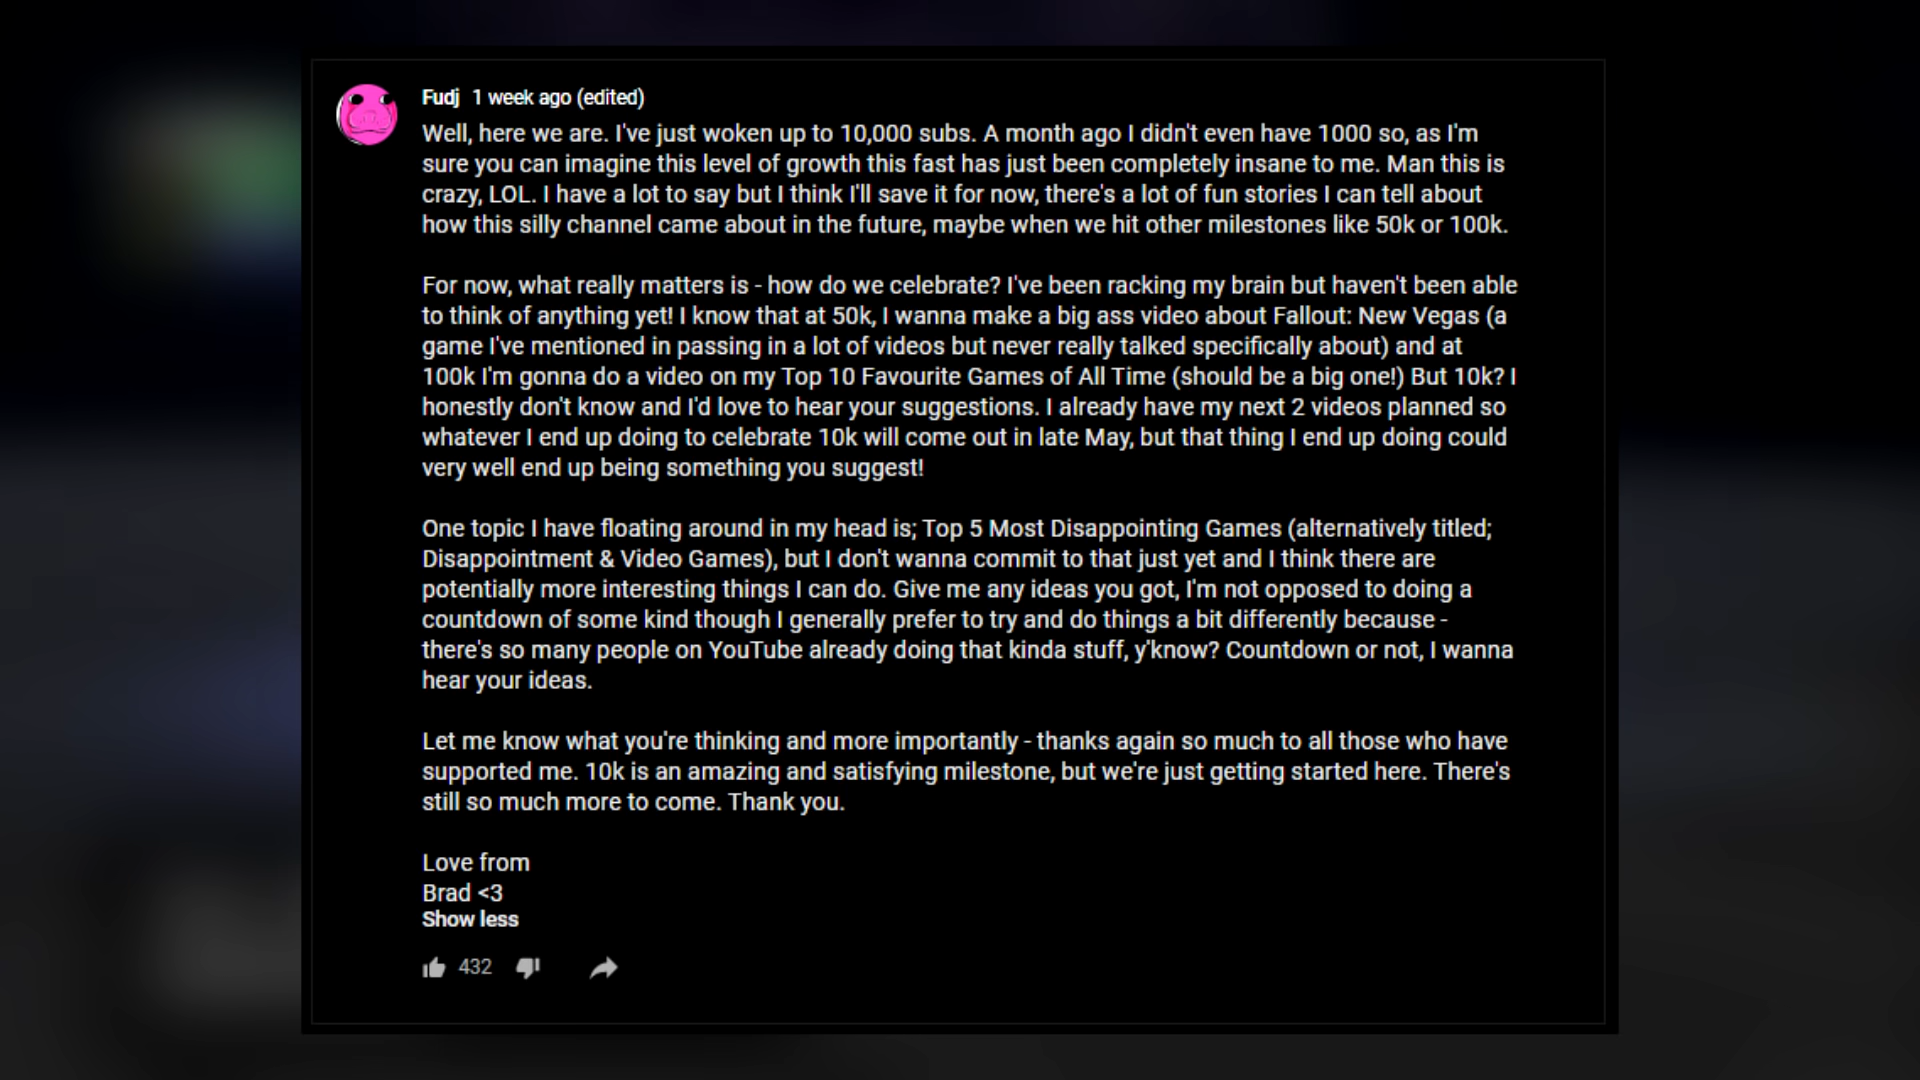 Fudj 1 week ago (edited)
Well, here we are. I've just woken up to 10,000 subs. A month ago I didn't even have 1000 so, as I'm
sure you can imagine this level of growth this fast has just been completely insane to me. Man this is
crazy, LOL. I have a lot to say but I think I'll save it for now, there's a lot of fun stories I can tell about
how this silly channel came about in the future, maybe when we hit other milestones like 50k or 100k.
For now, what really matters is - how do we celebrate? I've been racking my brain but haven't been able
to think of anything yet! I know that at 50k, I wanna make a big ass video about Fallout: New Vegas (a
game I've mentioned in passing in a lot of videos but never really talked specifically about) and at
100k I'm gonna do a video on my Top 10 Favourite Games of All Time (should be a big one!) But 10k? I
honestly don't know and I'd love to hear your suggestions. I already have my next 2 videos planned so
whatever I end up doing to celebrate 10k will come out in late May, but that thing I end up doing could
very well end up being something you suggest!
One topic I have floating around in my head is; Top 5 Most Disappointing Games (alternatively titled;
Disappointment & Video Games), but I don't wanna commit to that just yet and I think there are
potentially more interesting things I can do. Give me any ideas you got, I'm not opposed to doing a
countdown of some kind though I generally prefer to try and do things a bit differently because -
there's so many people on YouTube already doing that kinda stuff, y'know? Countdown or not, I wanna
hear your ideas.
Let me know what you're thinking and more importantly - thanks again so much to all those who have
supported me. 10k is an amazing and satisfying milestone, but we're just getting started here. There's
still so much more to come. Thank you.
Love from
Brad <3
Show less
432